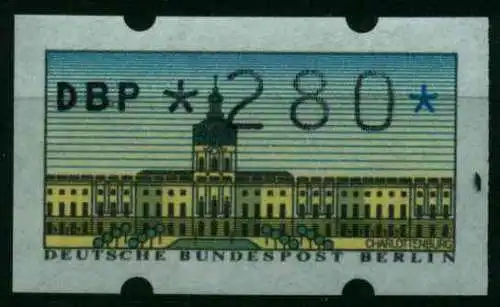 DBP *280*
CHARLOTTENBURG
DEUTSCHE BUNDESPOST BERLIN